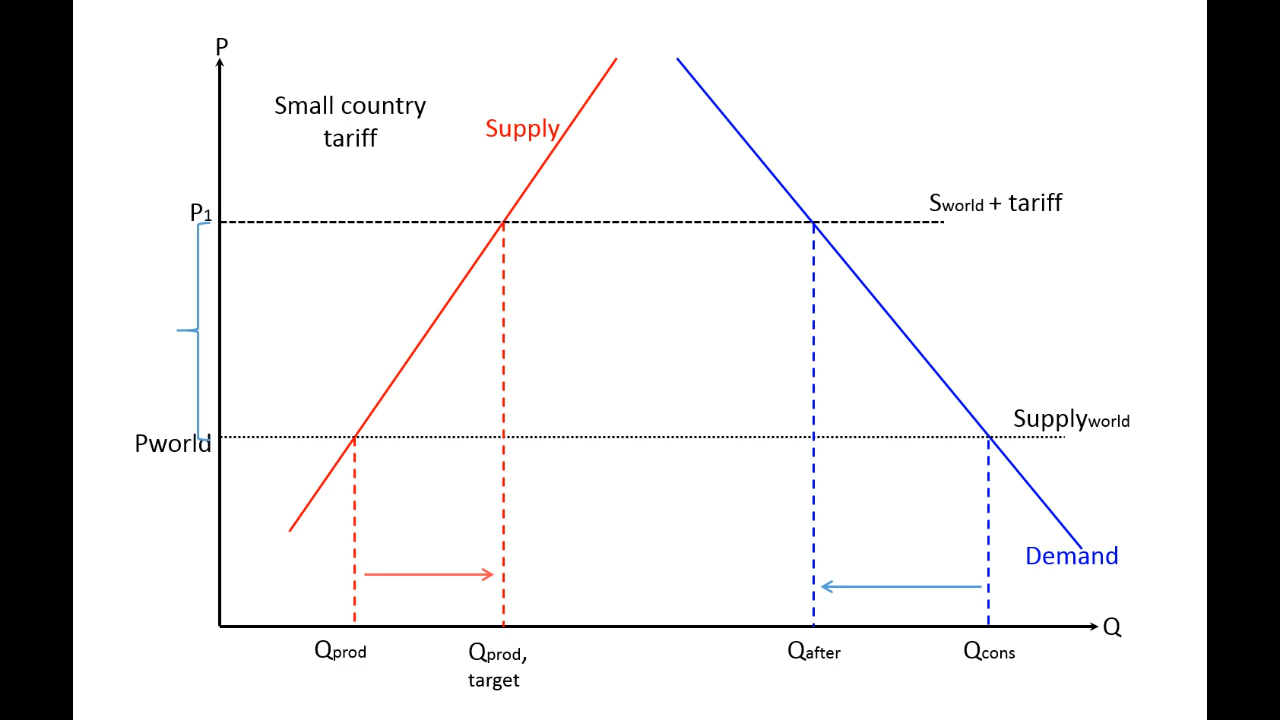 P
Small country
tariff
Supply
P1
Sworld + tariff
Pworld
Supplyworld
Demand
Q
Qprod
Qprod,
target
Qafter
Qcons